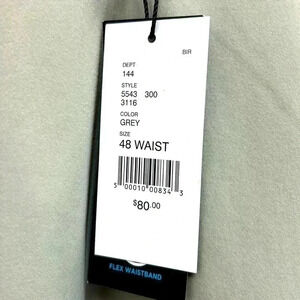 BIR
DEPT
144
STYLE
5543 300
3116
COLOR
GREY
SIZE
48 WAIST
3 00010 00834 3
$80.00
FLEX WAISTBAND